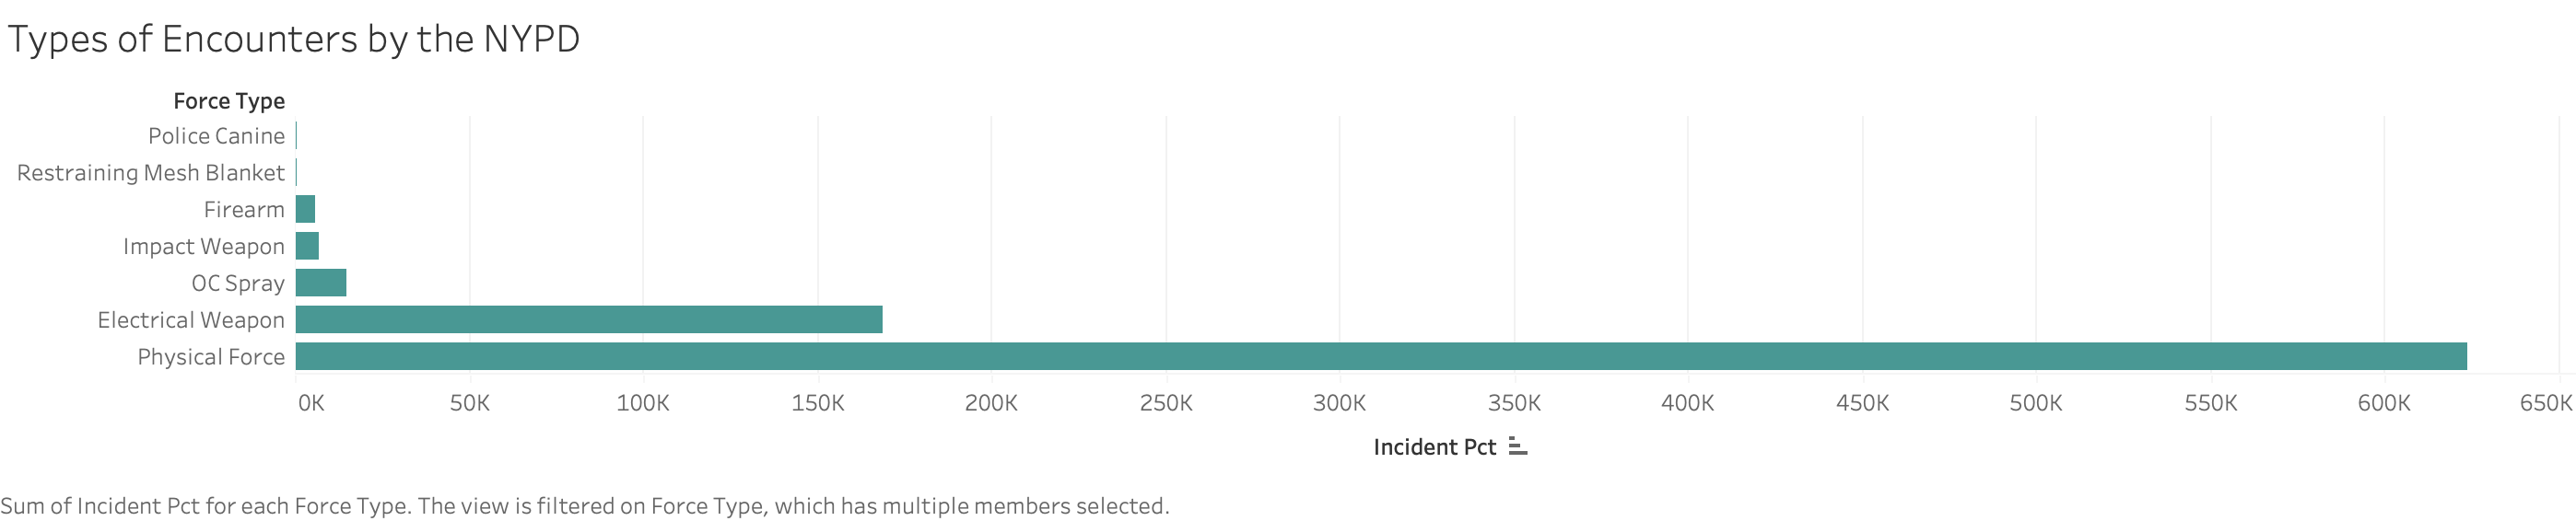 Types of Encounters by the NYPD
Force Type
Police Canine
Restraining Mesh Blanket
Firearm
Impact Weapon
OC Spray
Electrical Weapon
Physical Force
0K 50K 100K 150K 200K 250K 300K 350K 400K 450K 500K 550K 600K 650K
Incident Pct
Sum of Incident Pct for each Force Type. The view is filtered on Force Type, which has multiple members selected.